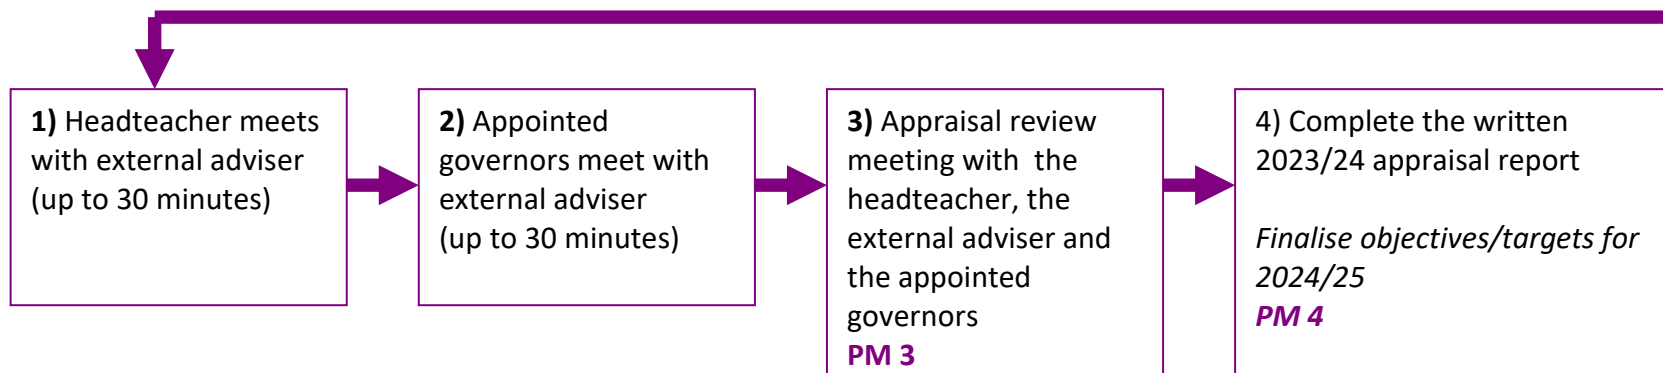 1) Headteacher meets
with external adviser
(up to 30 minutes)
2) Appointed
governors meet with
external adviser
(up to 30 minutes)
3) Appraisal review
meeting with  the
headteacher, the
external adviser and
the appointed
governors
PM 3
4) Complete the written
2023/24 appraisal report
Finalise objectives/targets for
2024/25
PM 4